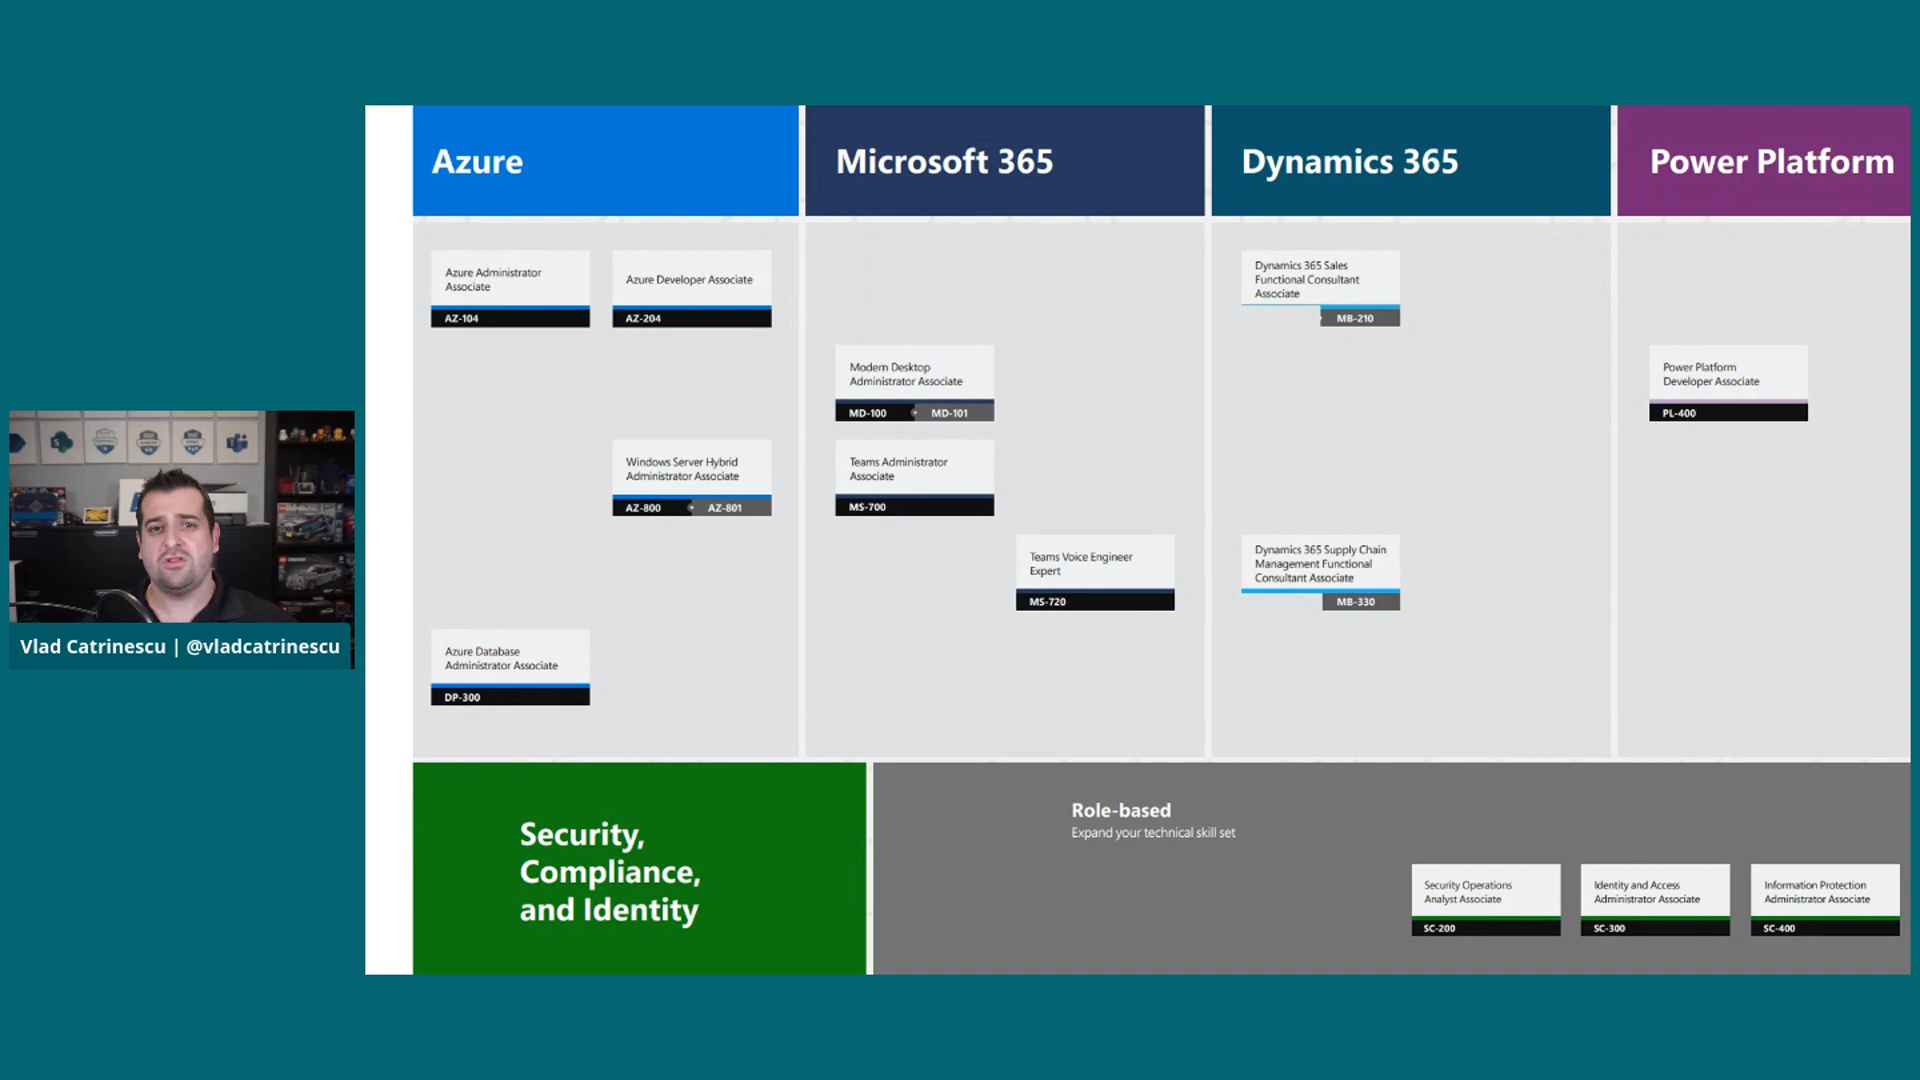 Azure
Microsoft 365
Dynamics 365
Power Platform
Azure Administrator
Associate
AZ-104
Azure Developer Associate
AZ-204
Windows Server Hybrid
Administrator Associate
AZ-800
AZ-801
Azure Database
Administrator Associate
DP-300
Modern Desktop
Administrator Associate
MD-100
MD-101
Teams Administrator
Associate
MS-700
Teams Voice Engineer
Expert
MS-720
Dynamics 365 Sales
Functional Consultant
Associate
MB-210
Dynamics 365 Supply Chain
Management Functional
Consultant Associate
MB-330
Power Platform
Developer Associate
PL-400
Vlad Catrinescu | @vladcatrinescu
Security,
Compliance,
and Identity
Role-based
Expand your technical skill set
Security Operations
Analyst Associate
SC-200
Identity and Access
Administrator Associate
SC-300
Information Protection
Administrator Associate
SC-400